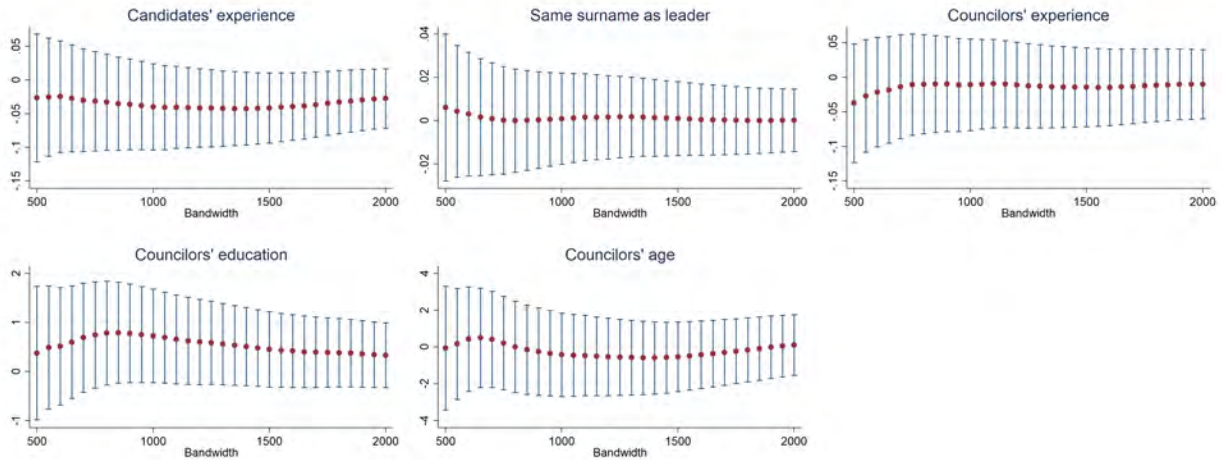 Candidates' experience
.05
0
-.05
-.1
-.15
500 1000 1500 2000
Bandwidth
Same surname as leader
.04
.02
0
-.02
500 1000 1500 2000
Bandwidth
Councilors' experience
.05
0
-.05
-.1
-.15
500 1000 1500 2000
Bandwidth
Councilors' education
2
1
0
-1
500 1000 1500 2000
Bandwidth
Councilors' age
4
2
0
-2
-4
500 1000 1500 2000
Bandwidth